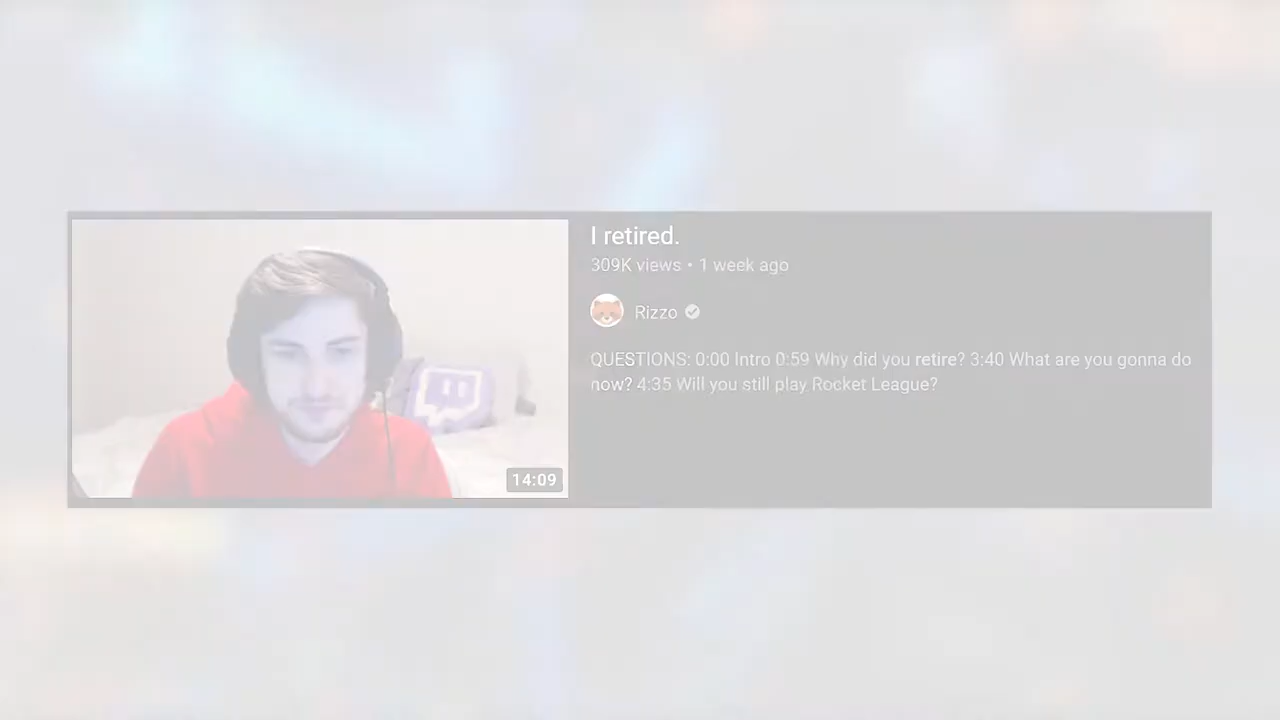 I retired.
309K views • 1 week ago
Rizzo
QUESTIONS: 0:00 Intro 0:59 Why did you retire? 3:40 What are you gonna do
now? 4:35 Will you still play Rocket League?
14:09